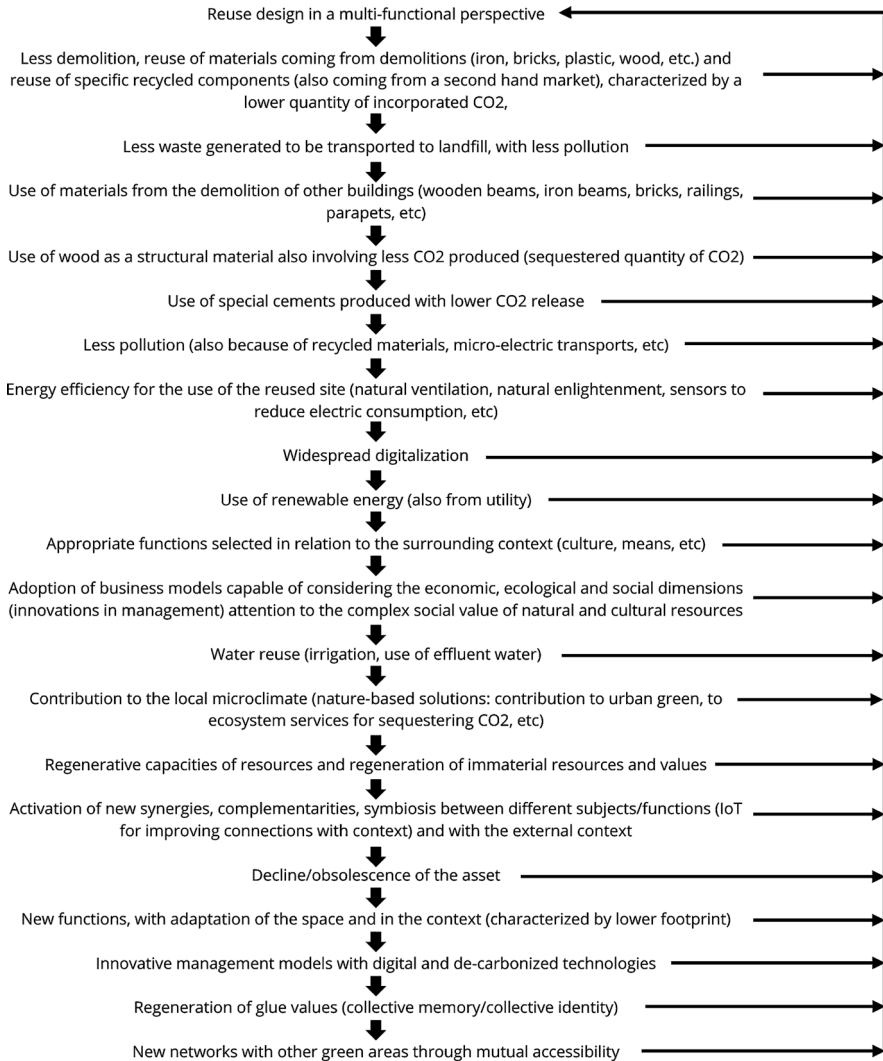 Reuse design in a multi-functional perspective
Less demolition, reuse of materials coming from demolitions (iron, bricks, plastic, wood, etc.) and
reuse of specific recycled components (also coming from a second hand market), characterized by a
lower quantity of incorporated CO2,
Less waste generated to be transported to landfill, with less pollution
Use of materials from the demolition of other buildings (wooden beams, iron beams, bricks, railings,
parapets, etc)
Use of wood as a structural material also involving less CO2 produced (sequestered quantity of CO2)
Use of special cements produced with lower CO2 release
Less pollution (also because of recycled materials, micro-electric transports, etc)
Energy efficiency for the use of the reused site (natural ventilation, natural enlightenment, sensors to
reduce electric consumption, etc)
Widespread digitalization
Use of renewable energy (also from utility)
Appropriate functions selected in relation to the surrounding context (culture, means, etc)
Adoption of business models capable of considering the economic, ecological and social dimensions
(innovations in management) attention to the complex social value of natural and cultural resources
Water reuse (irrigation, use of effluent water)
Contribution to the local microclimate (nature-based solutions: contribution to urban green, to
ecosystem services for sequestering CO2, etc)
Regenerative capacities of resources and regeneration of immaterial resources and values
Activation of new synergies, complementarities, symbiosis between different subjects/functions (IoT
for improving connections with context) and with the external context
Decline/obsolescence of the asset
New functions, with adaptation of the space and in the context (characterized by lower footprint)
Innovative management models with digital and de-carbonized technologies
Regeneration of glue values (collective memory/collective identity)
New networks with other green areas through mutual accessibility